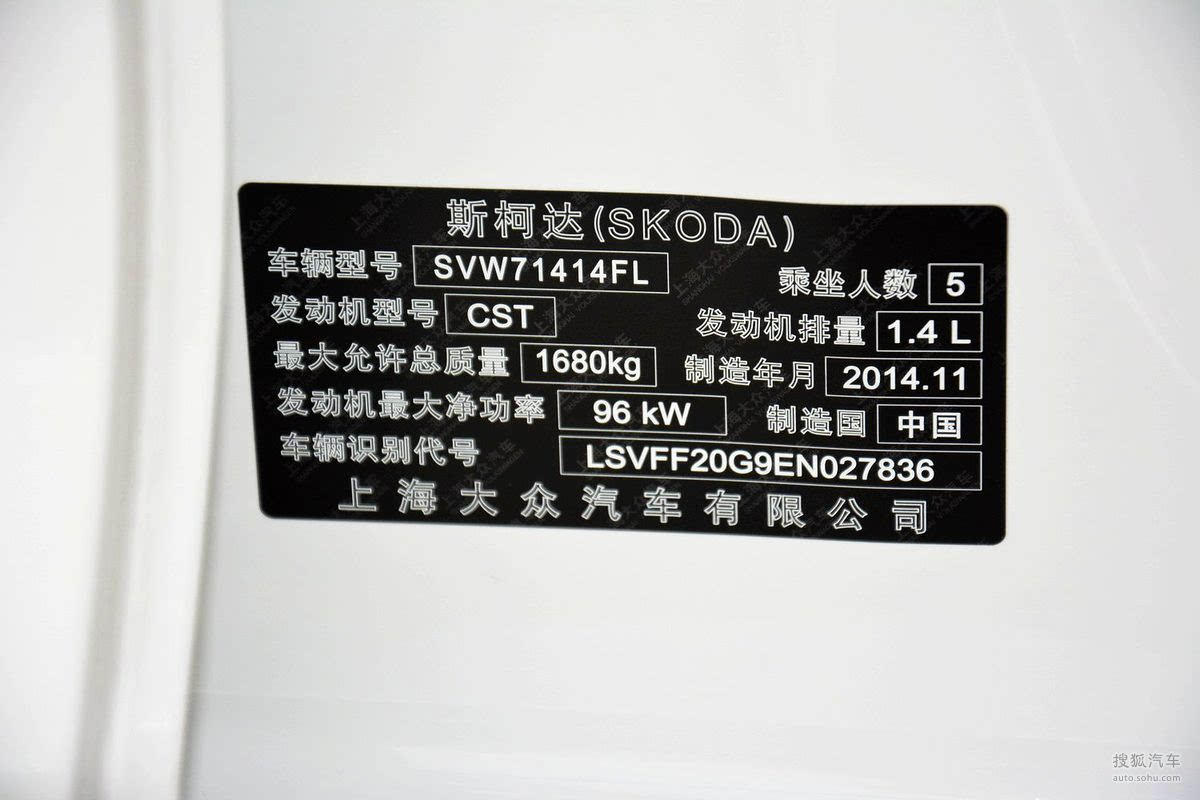 斯柯达(SKODA)
车辆型号 SVW71414FL 乘坐人数 5
发动机型号 CST 发动机排量 1.4 L
最大允许总质量 1680kg 制造年月 2014.11
发动机最大净功率 96 kW 制造国 中国
车辆识别代号 LSVFF20G9EN027836
上海大众汽车有限公司
搜狐汽车
auto.sohu.com